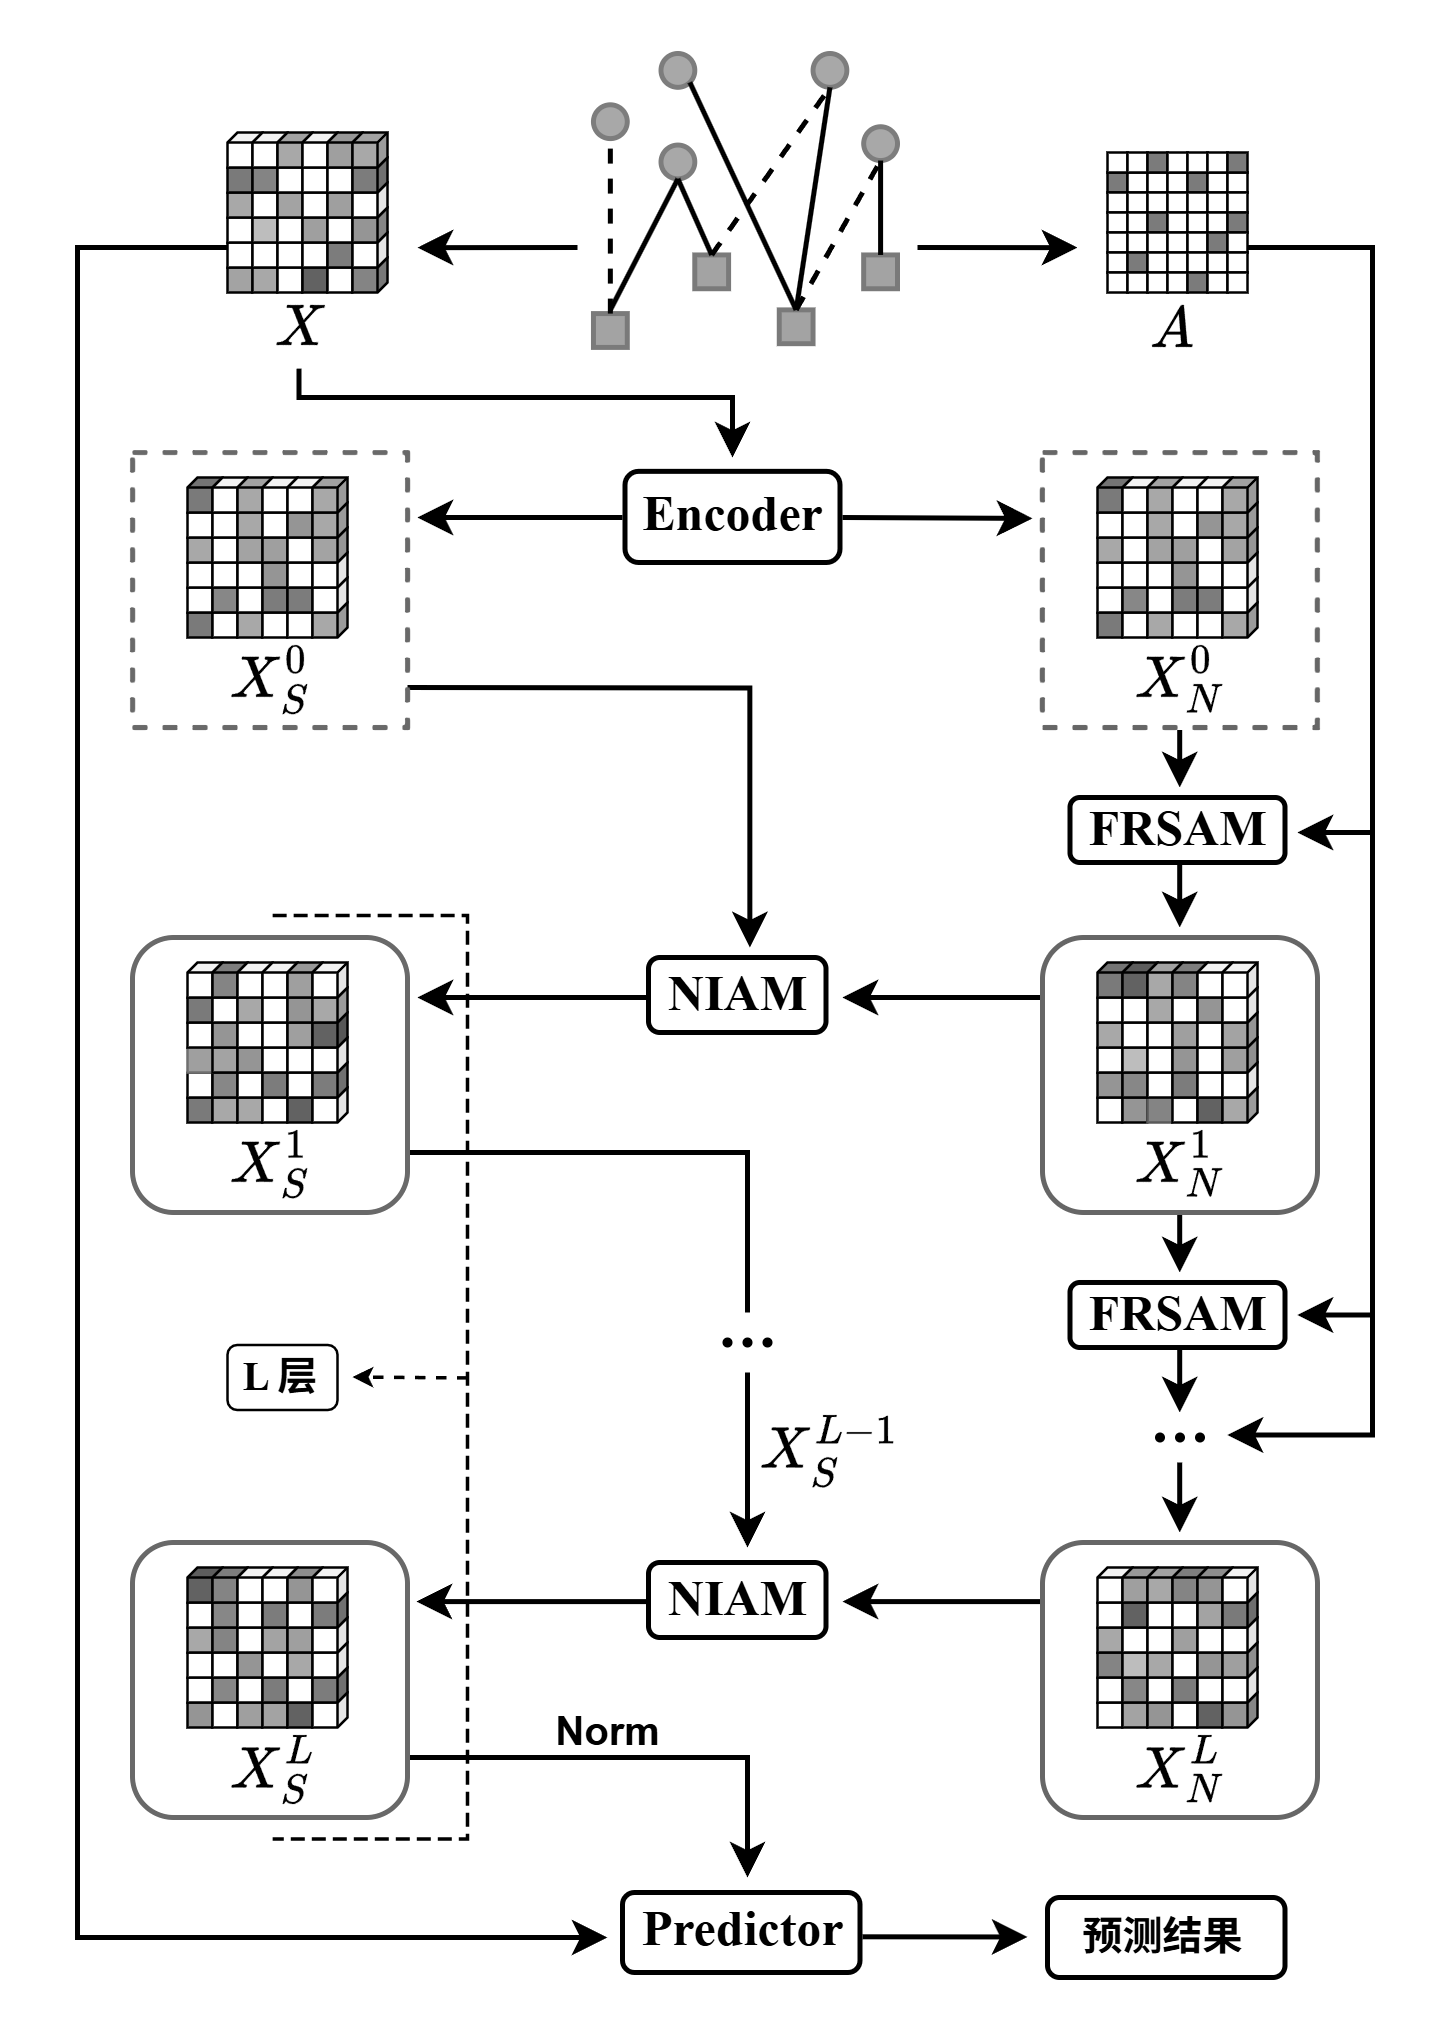 X
A
Encoder
X_S^0
X_N^0
FRSAM
NIAM
X_S^1
X_N^1
FRSAM
...
L 层
...
X_S^{L-1}
NIAM
X_S^L
X_N^L
Norm
Predictor
预测结果